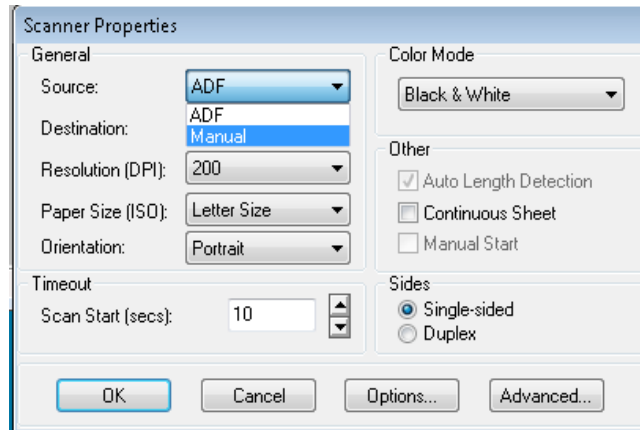 Scanner Properties
General
Source:
ADF
ADF
Manual
Destination:
Resolution (DPI):
200
Paper Size (ISO):
Letter Size
Orientation:
Portrait
Color Mode
Black & White
Other
Auto Length Detection
Continuous Sheet
Manual Start
Timeout
Scan Start (secs):
10
Sides
Single-sided
Duplex
OK
Cancel
Options...
Advanced...